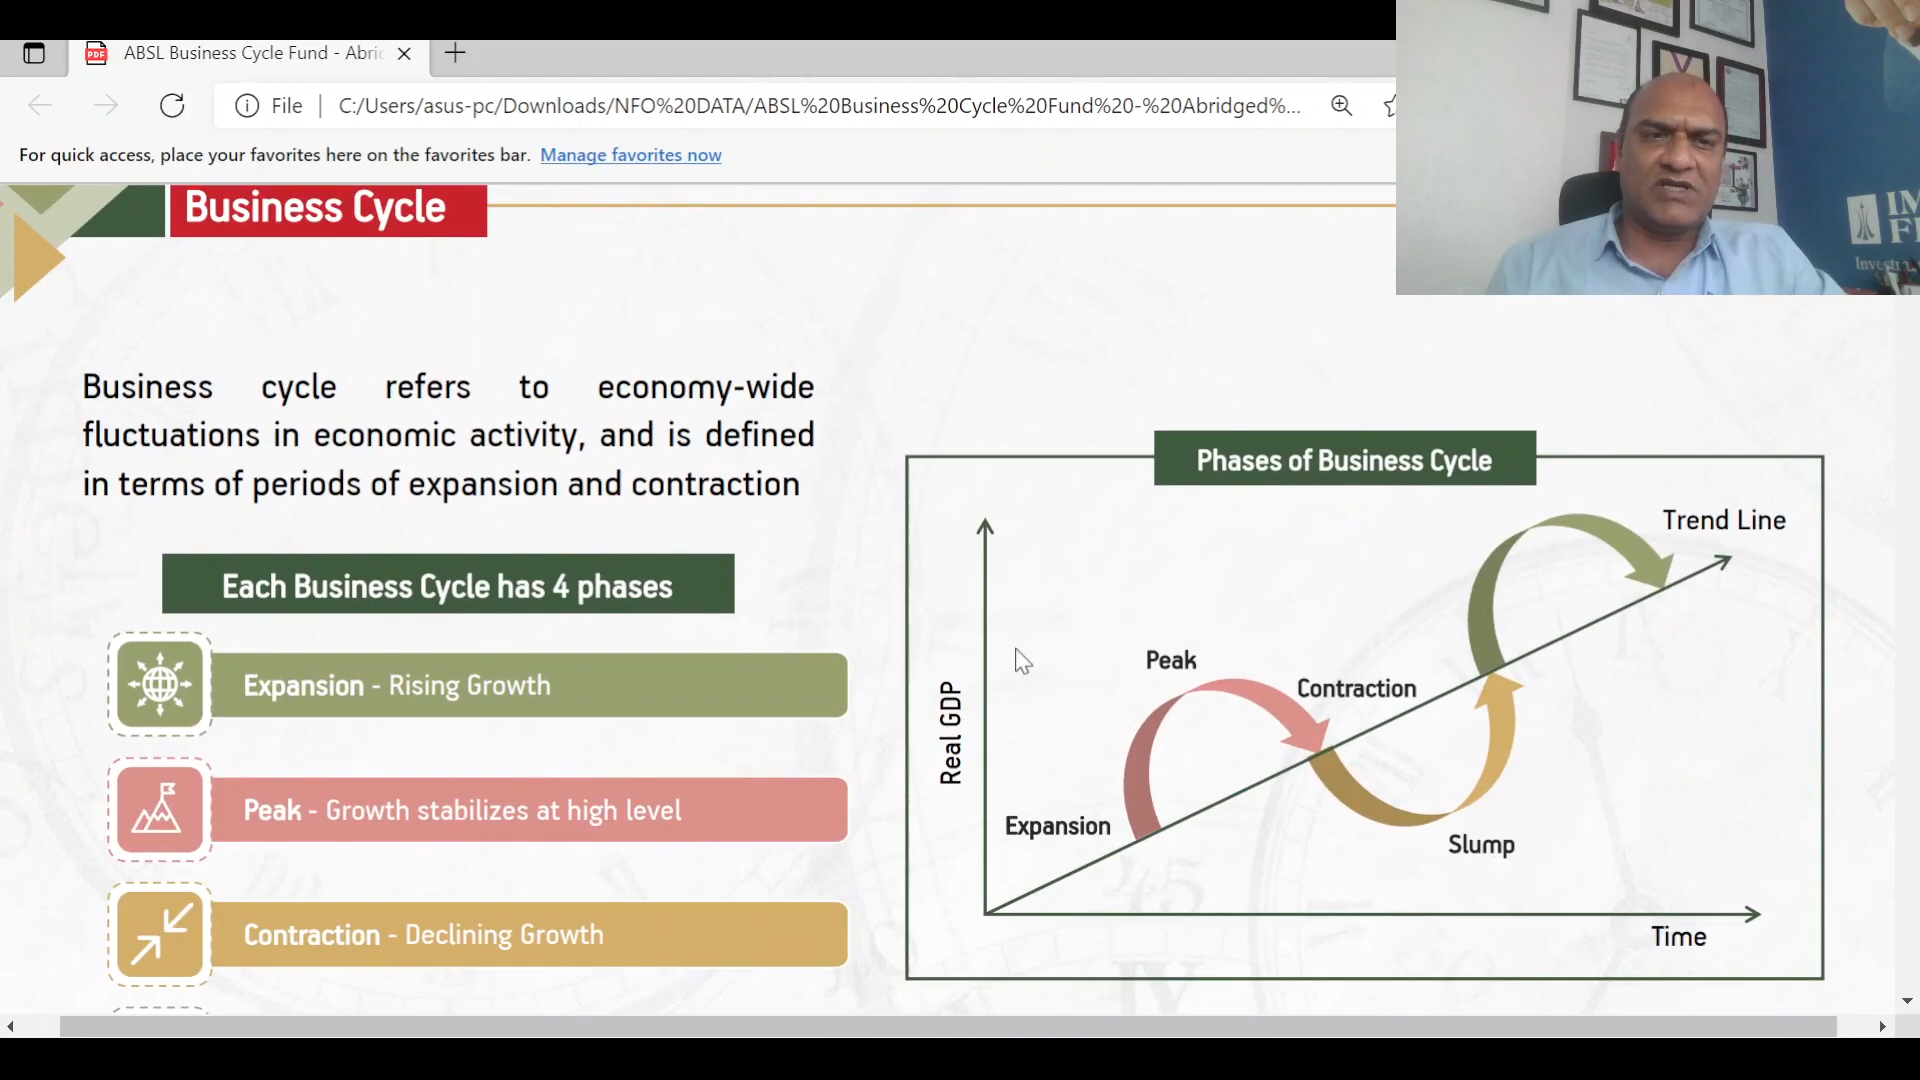 ABSL Business Cycle Fund - Abri
File
C:/Users/asus-pc/Downloads/NFO%20DATA/ABSL%20Business%20Cycle%20Fund%20-%20Abridged%...
For quick access, place your favorites here on the favorites bar. Manage favorites now
Business Cycle
IM
FI
Business cycle refers to economy-wide
fluctuations in economic activity, and is defined
in terms of periods of expansion and contraction
Each Business Cycle has 4 phases
Expansion - Rising Growth
Peak - Growth stabilizes at high level
Contraction - Declining Growth
Phases of Business Cycle
Trend Line
Peak
Contraction
Real GDP
Expansion
Slump
Time